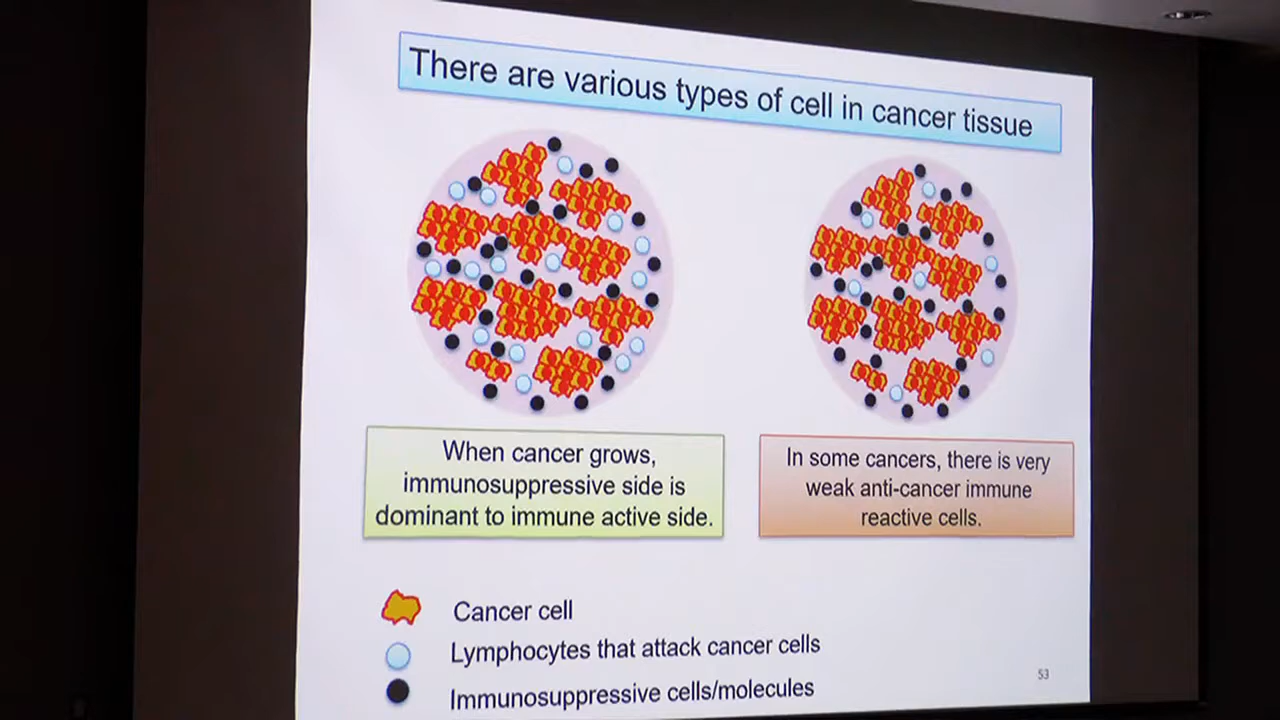 There are various types of cell in cancer tissue
When cancer grows,
immunosuppressive side is
dominant to immune active side.
In some cancers, there is very
weak anti-cancer immune
reactive cells.
Cancer cell
Lymphocytes that attack cancer cells
Immunosuppressive cells/molecules
53